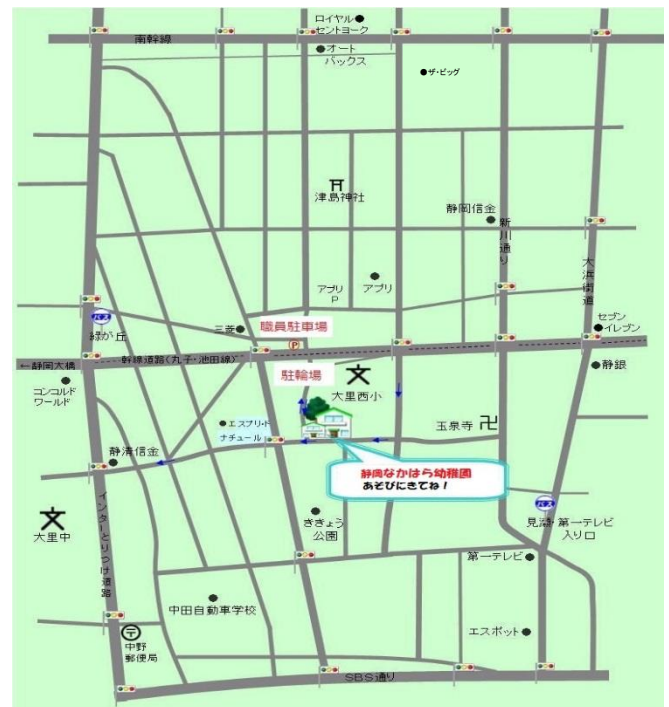 ロイヤル
セントヨーク
南幹線
オート
バックス
ザ・ビッグ
津島神社
静岡信金
新川通り
大浜街道
アプリ
P
アプリ
バス
緑が丘
三菱
職員駐車場
P
セブン
イレブン
←静岡大橋
幹線道路(丸子・池田線)
静銀
コンコルド
ワールド
駐輪場
文
大里西小
エスプリ・ド
ナチュール
玉泉寺
卍
静清信金
静岡なかはら幼稚園
あそびにきてね!
インターとりつけ道路
文
大里中
ききょう
公園
バス
見瀬・第一テレビ
入り口
第一テレビ
中田自動車学校
〒
中野
郵便局
エスポット
SBS通り